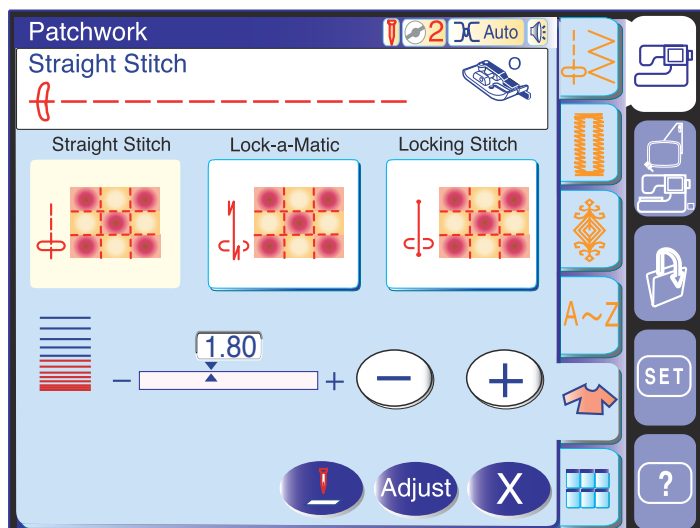 Patchwork 2 Auto
Straight Stitch
Straight Stitch Lock-a-Matic Locking Stitch
A~Z
1.80
− +
− +
SET
Adjust X
?